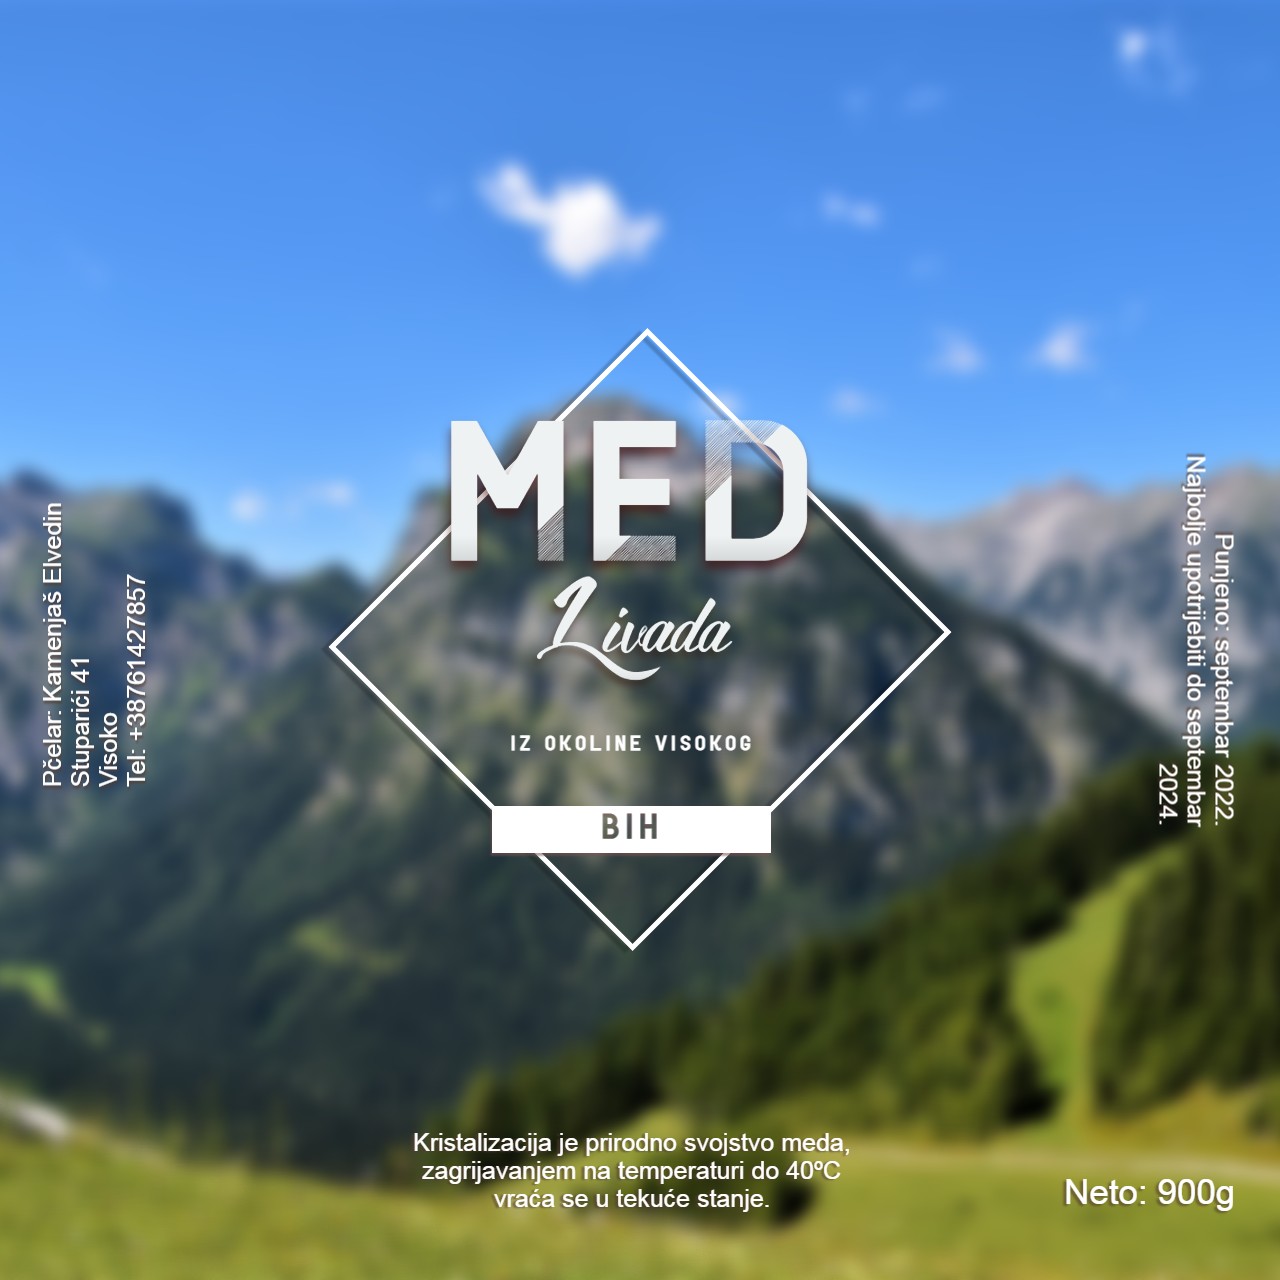 MED
Livada
IZ OKOLINE VISOKOG
BIH
Pčelar: Kamenjaš Elvedin
Stuparići 41
Visoko
Tel: +38761427857
Punjeno: septembar 2022.
Najbolje upotrijebiti do septembar
2024.
Kristalizacija je prirodno svojstvo meda,
zagrijavanjem na temperaturi do 40ºC
vraća se u tekuće stanje.
Neto: 900g